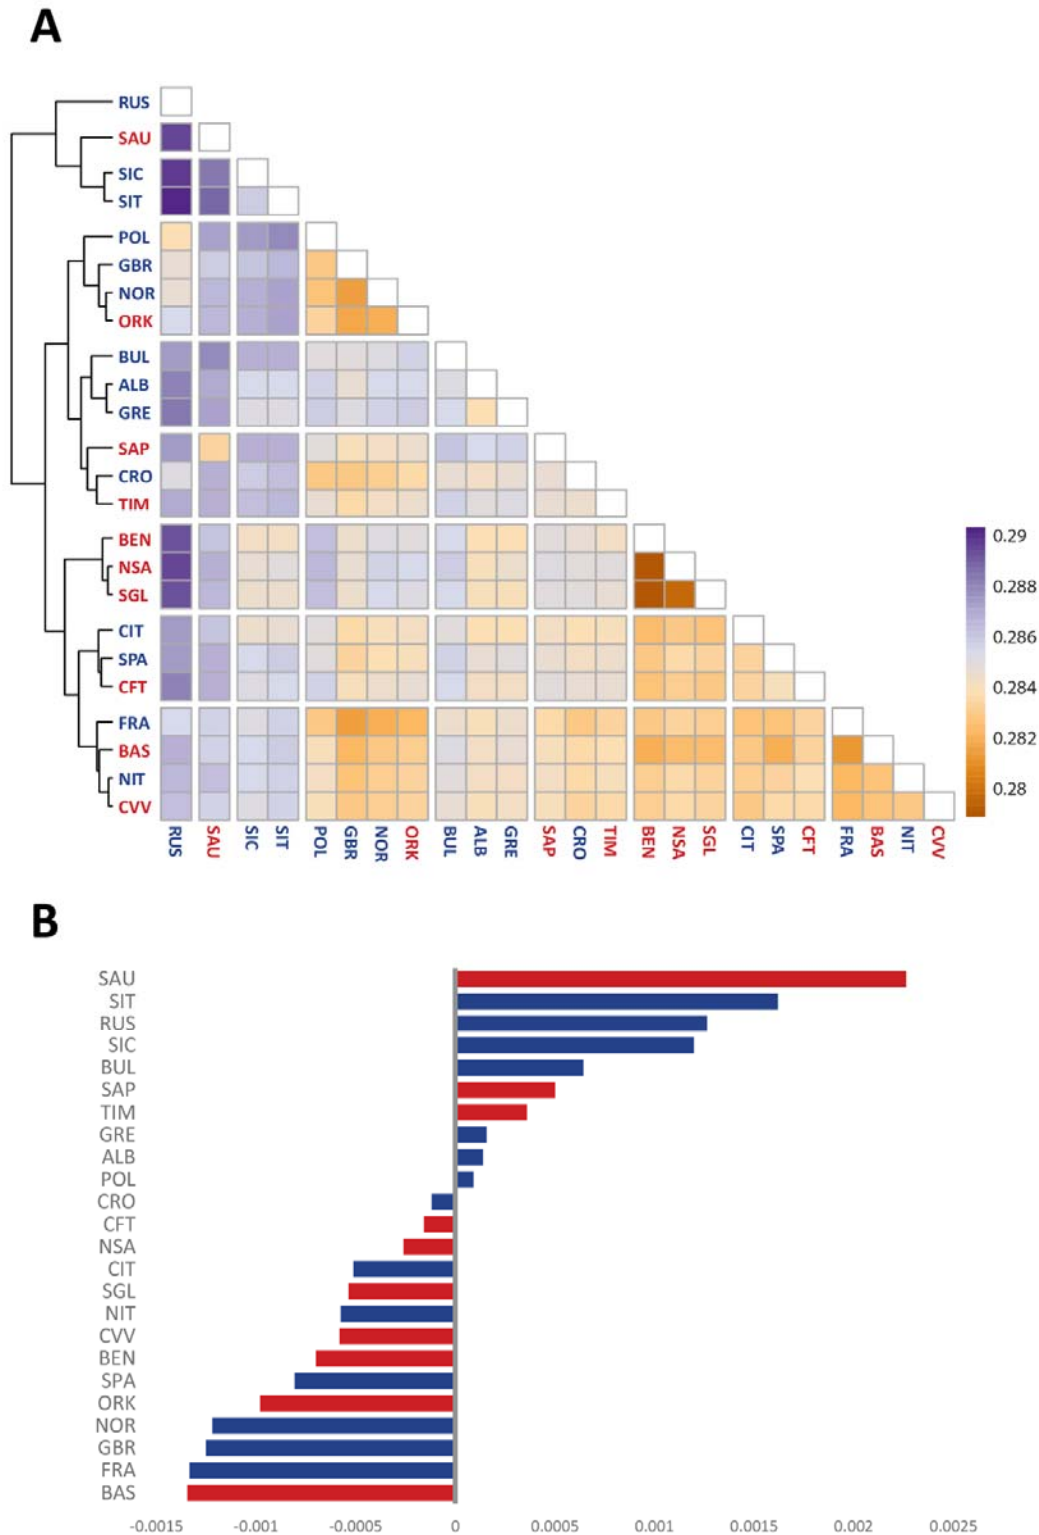 A
RUS
SAU
SIC
SIT
POL
GBR
NOR
ORK
BUL
ALB
GRE
SAP
CRO
TIM
BEN
NSA
SGL
CIT
SPA
CFT
FRA
BAS
NIT
CVV
RUS SAU SIC SIT POL GBR NOR ORK BUL ALB GRE SAP CRO TIM BEN NSA SGL CIT SPA CFT FRA BAS NIT CVV
0.29
0.288
0.286
0.284
0.282
0.28
B
SAU
SIT
RUS
SIC
BUL
SAP
TIM
GRE
ALB
POL
CRO
CFT
NSA
CIT
SGL
NIT
CVV
BEN
SPA
ORK
NOR
GBR
FRA
BAS
-0.0015 -0.001 -0.0005 0 0.0005 0.001 0.0015 0.002 0.0025